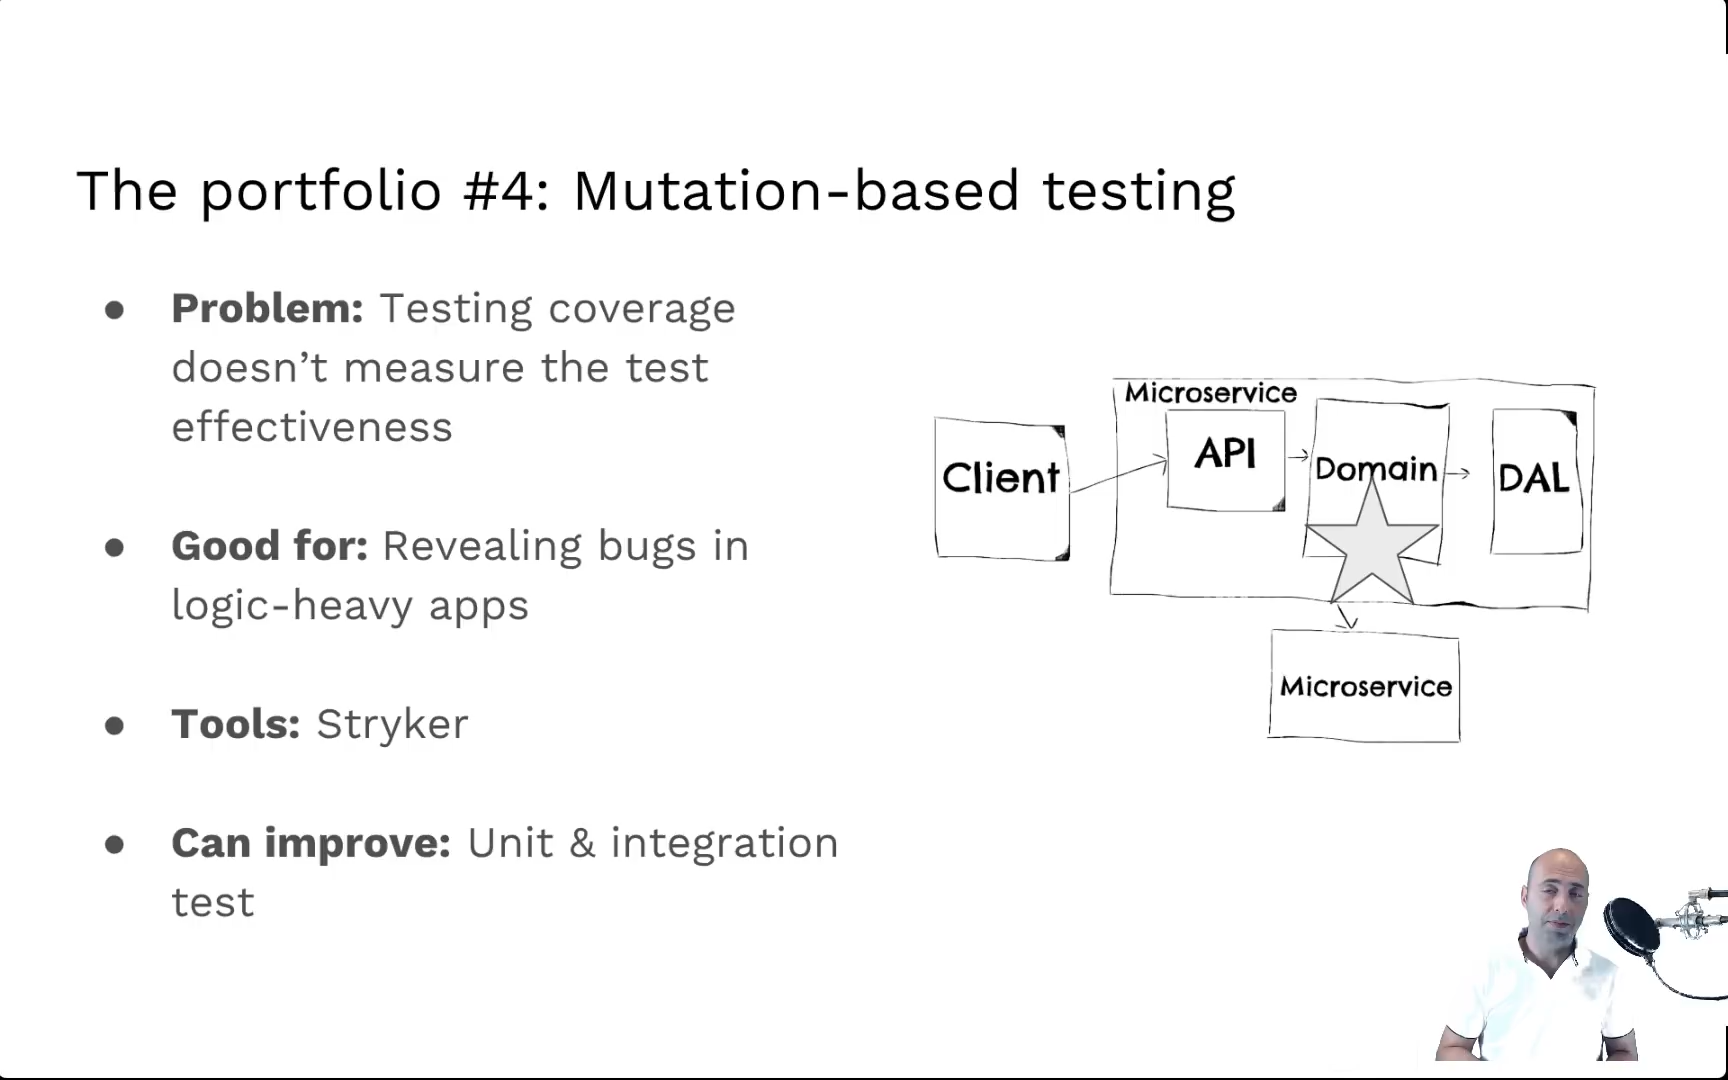 The portfolio #4: Mutation-based testing
● Problem: Testing coverage
doesn’t measure the test
effectiveness
● Good for: Revealing bugs in
logic-heavy apps
● Tools: Stryker
● Can improve: Unit & integration
test
Microservice
Client
API
Domain
DAL
Microservice